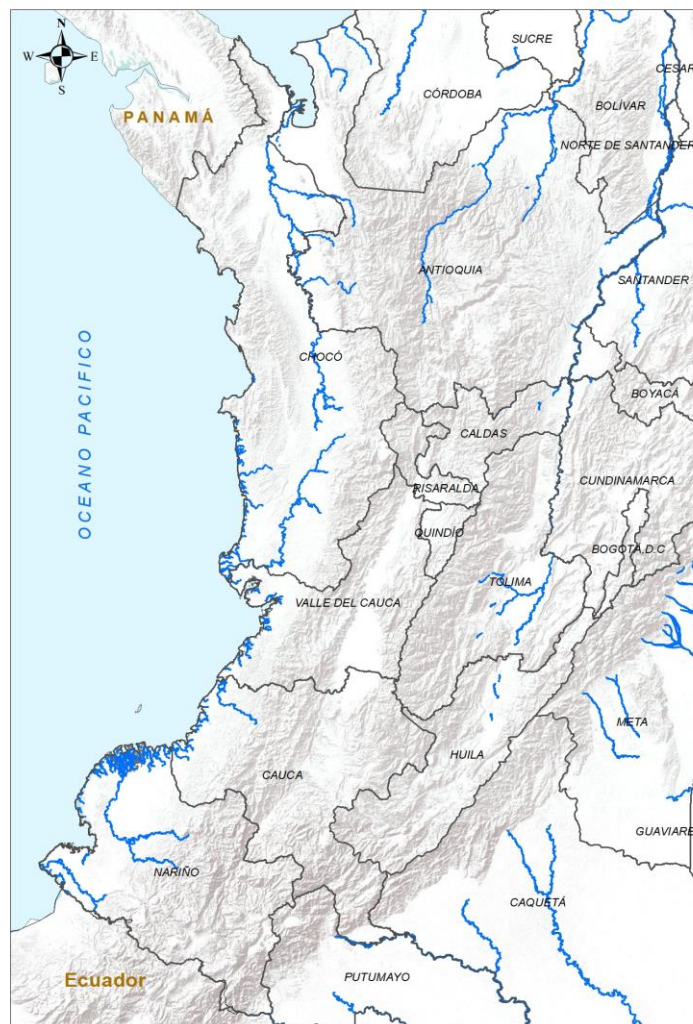 N
W E
S
SUCRE
CESAR
CÓRDOBA
BOLÍVAR
PANAMÁ
NORTE DE SANTANDER
ANTIOQUIA
SANTANDER
OCEANO PACIFICO
CHOCÓ
BOYACÁ
CALDAS
CUNDINAMARCA
RISARALDA
QUINDÍO
BOGOTÁ,D.C
TOLIMA
VALLE DEL CAUCA
META
HUILA
CAUCA
GUAVIARE
NARIÑO
CAQUETÁ
Ecuador
PUTUMAYO